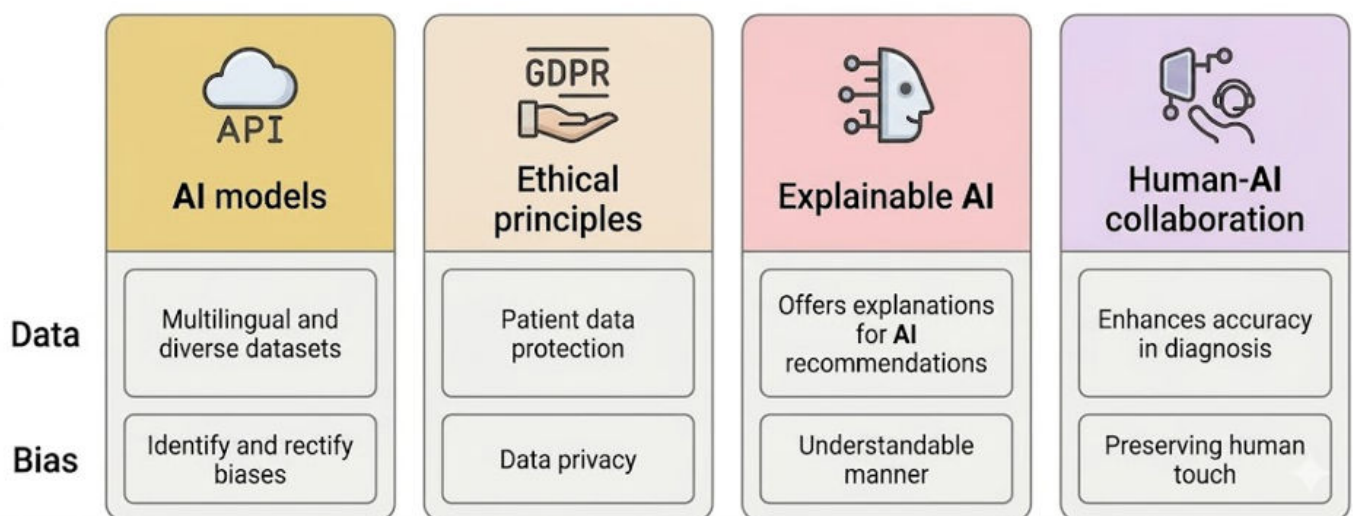 API
AI models
GDPR
Ethical
principles
Explainable AI
Human-AI
collaboration
Data
Multilingual and
diverse datasets
Patient data
protection
Offers explanations
for AI
recommendations
Enhances accuracy
in diagnosis
Bias
Identify and rectify
biases
Data privacy
Understandable
manner
Preserving human
touch